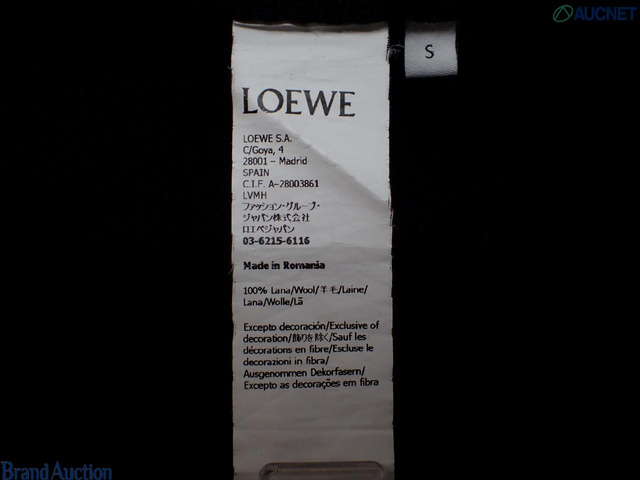 AUCNET
S
LOEWE
LOEWE S.A.
C/Goya, 4
28001 – Madrid
SPAIN
C.I.F. A-28003861
LVMH
ファッション・グループ・
ジャパン株式会社
ロエベジャパン
03-6215-6116
Made in Romania
100% Lana/Wool/羊毛/Laine/
Lana/Wolle/Lã
Excepto decoración/Exclusive of
decoration/飾りを除く/Sauf les
décorations en fibre/Escluse le
decorazioni in fibra/
Ausgenommen Dekorfasern/
Excepto as decorações em fibra
Brand Auction